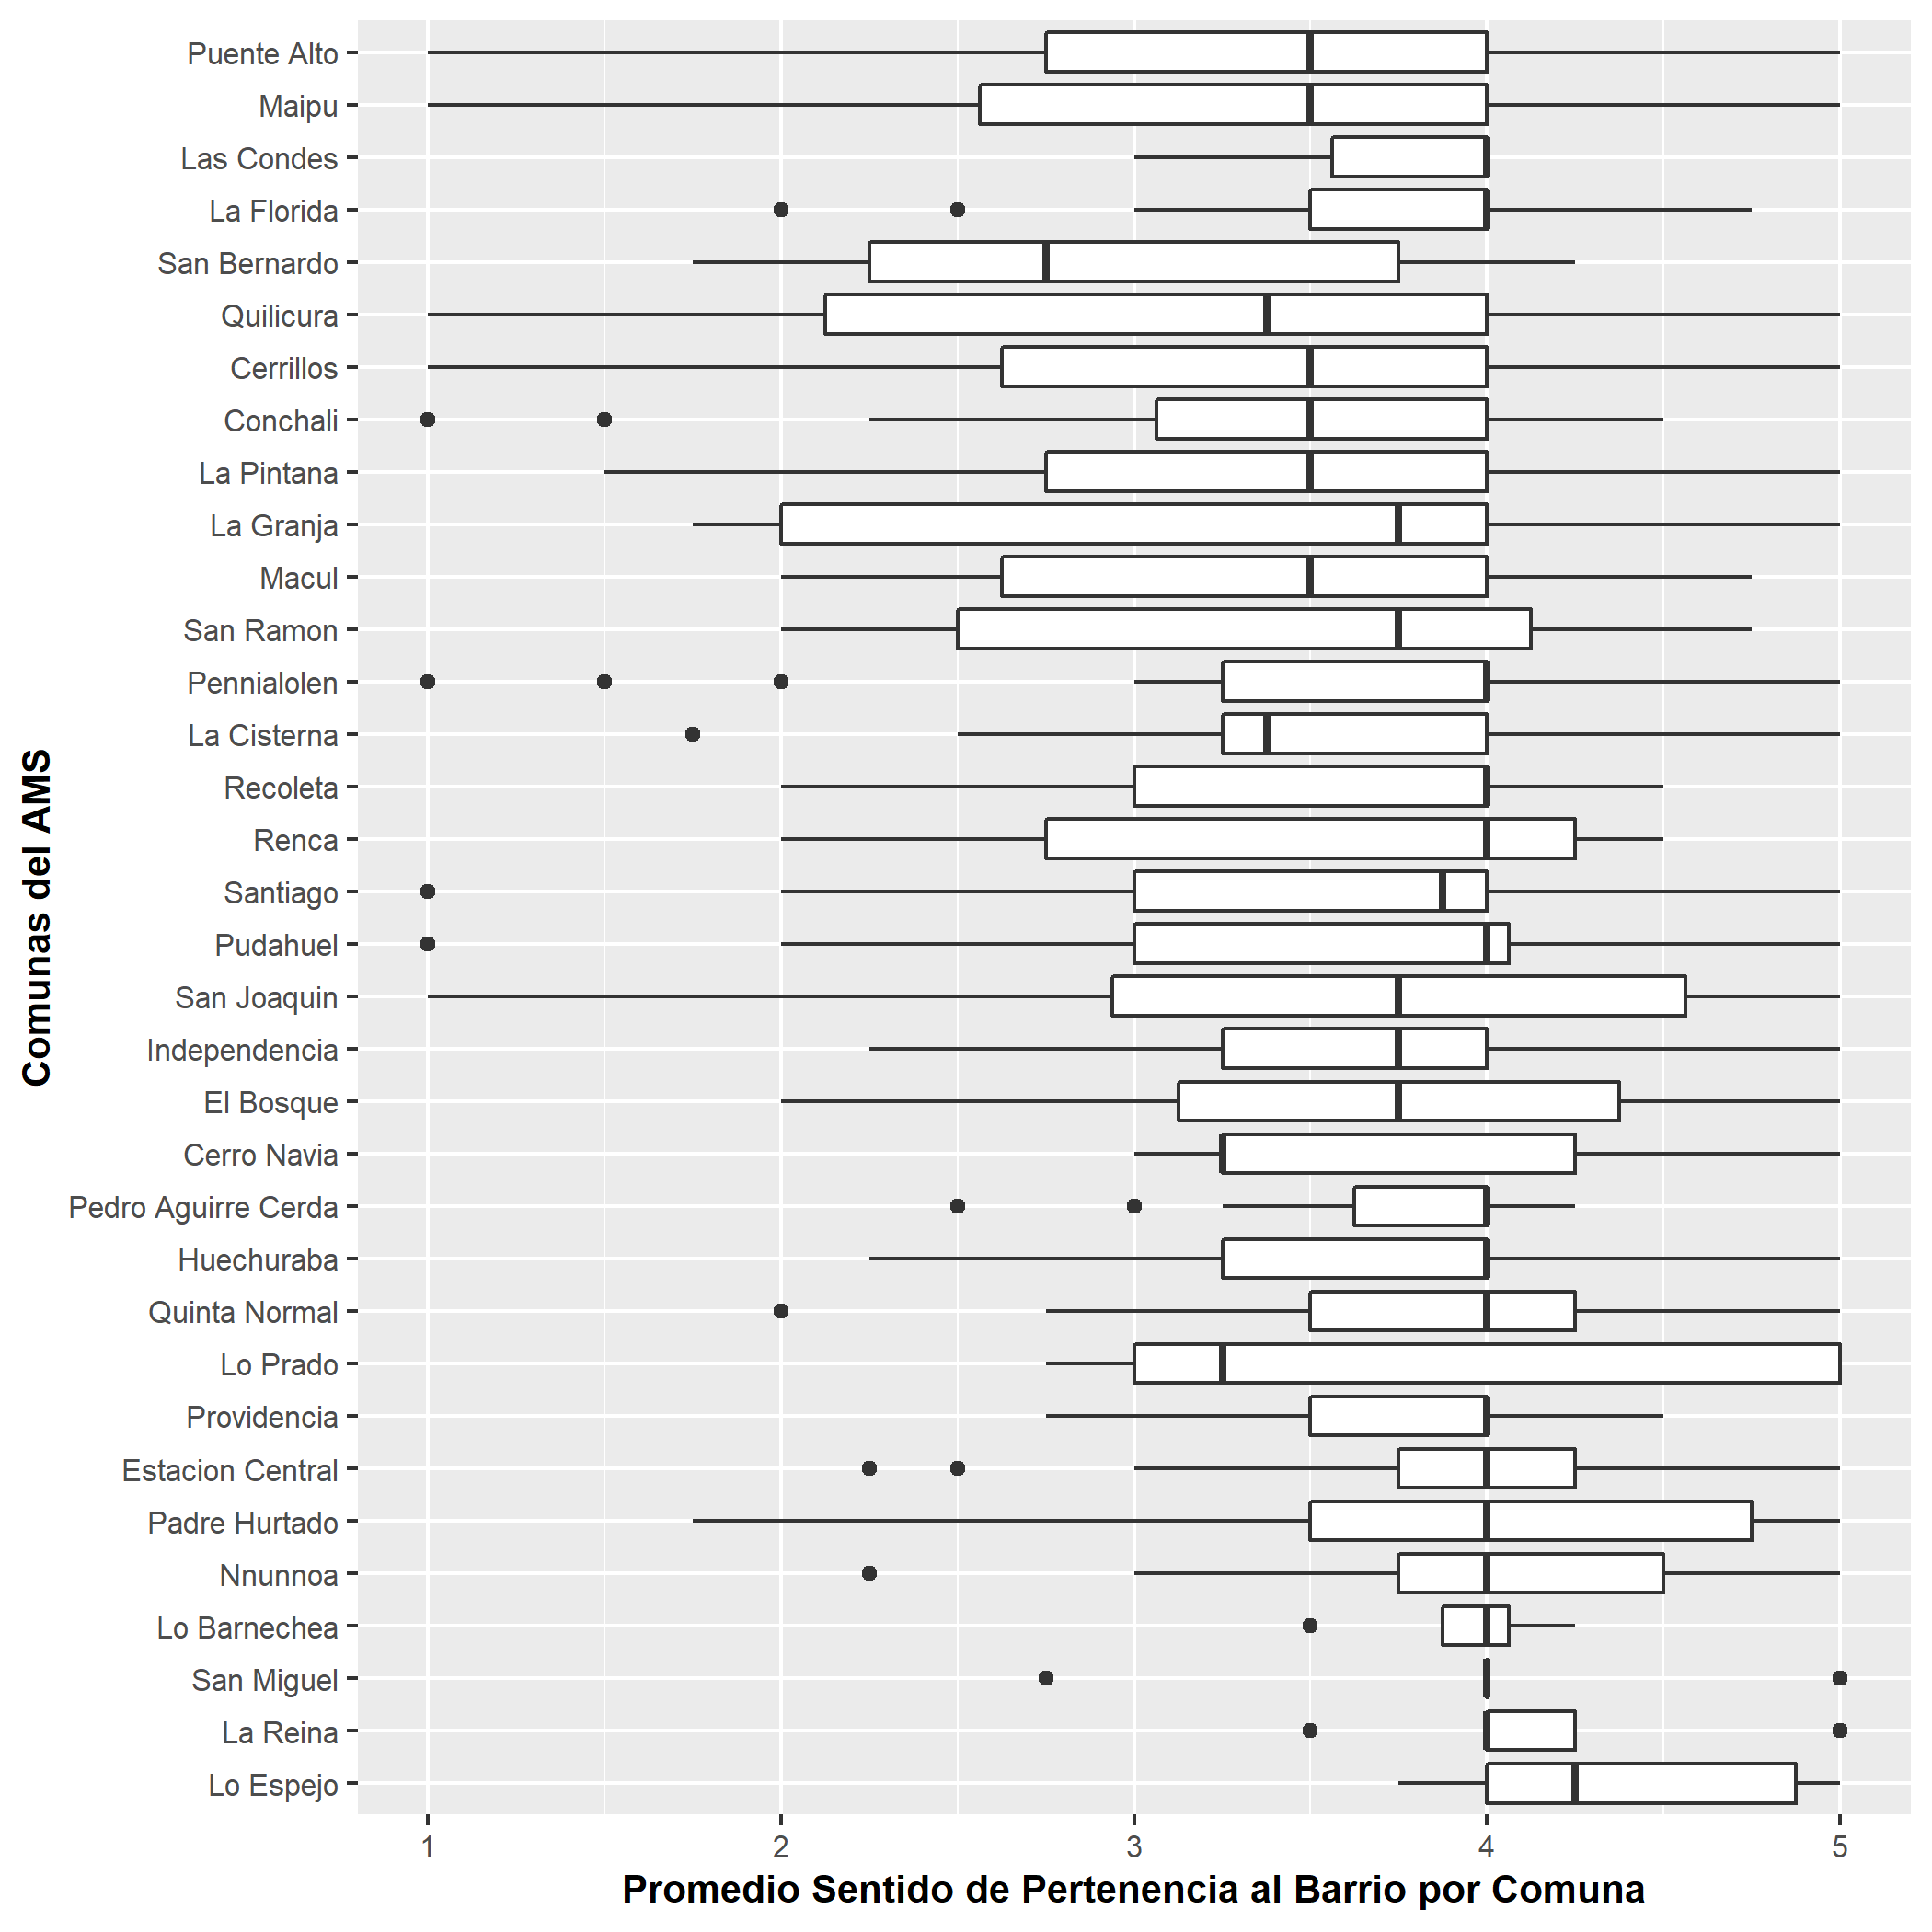 Comunas del AMS
Puente Alto
Maipu
Las Condes
La Florida
San Bernardo
Quilicura
Cerrillos
Conchali
La Pintana
La Granja
Macul
San Ramon
Pennialolen
La Cisterna
Recoleta
Renca
Santiago
Pudahuel
San Joaquin
Independencia
El Bosque
Cerro Navia
Pedro Aguirre Cerda
Huechuraba
Quinta Normal
Lo Prado
Providencia
Estacion Central
Padre Hurtado
Nnunnoa
Lo Barnechea
San Miguel
La Reina
Lo Espejo
1 2 3 4 5
Promedio Sentido de Pertenencia al Barrio por Comuna